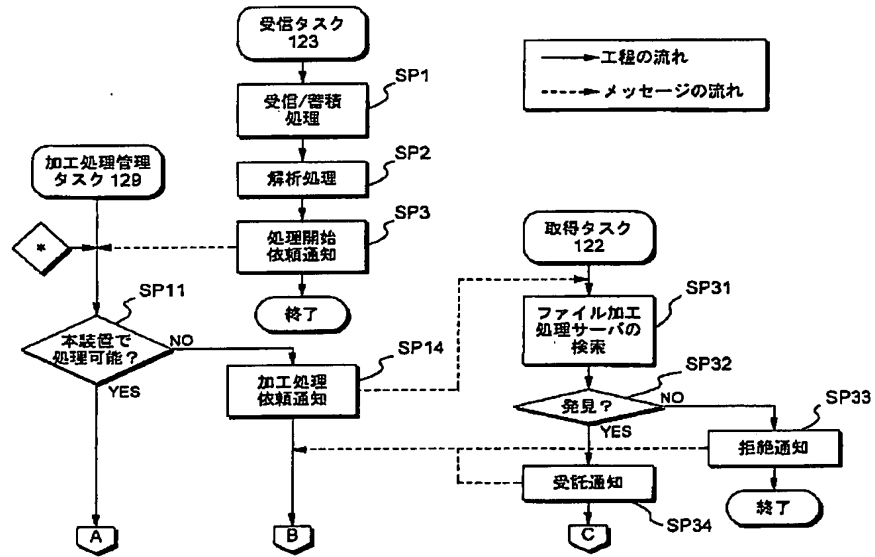 受信タスク
123
SP1
受信/蓄積
処理
工程の流れ
メッセージの流れ
加工処理管理
タスク 129
SP2
解析処理
SP3
処理開始
依頼通知
*
終了
取得タスク
122
SP11
本装置で
処理可能?
NO
YES
SP14
加工処理
依頼通知
SP31
ファイル加工
処理サーバの
検索
SP32
発見?
NO
YES
SP33
拒絶通知
終了
受託通知
SP34
A
B
C